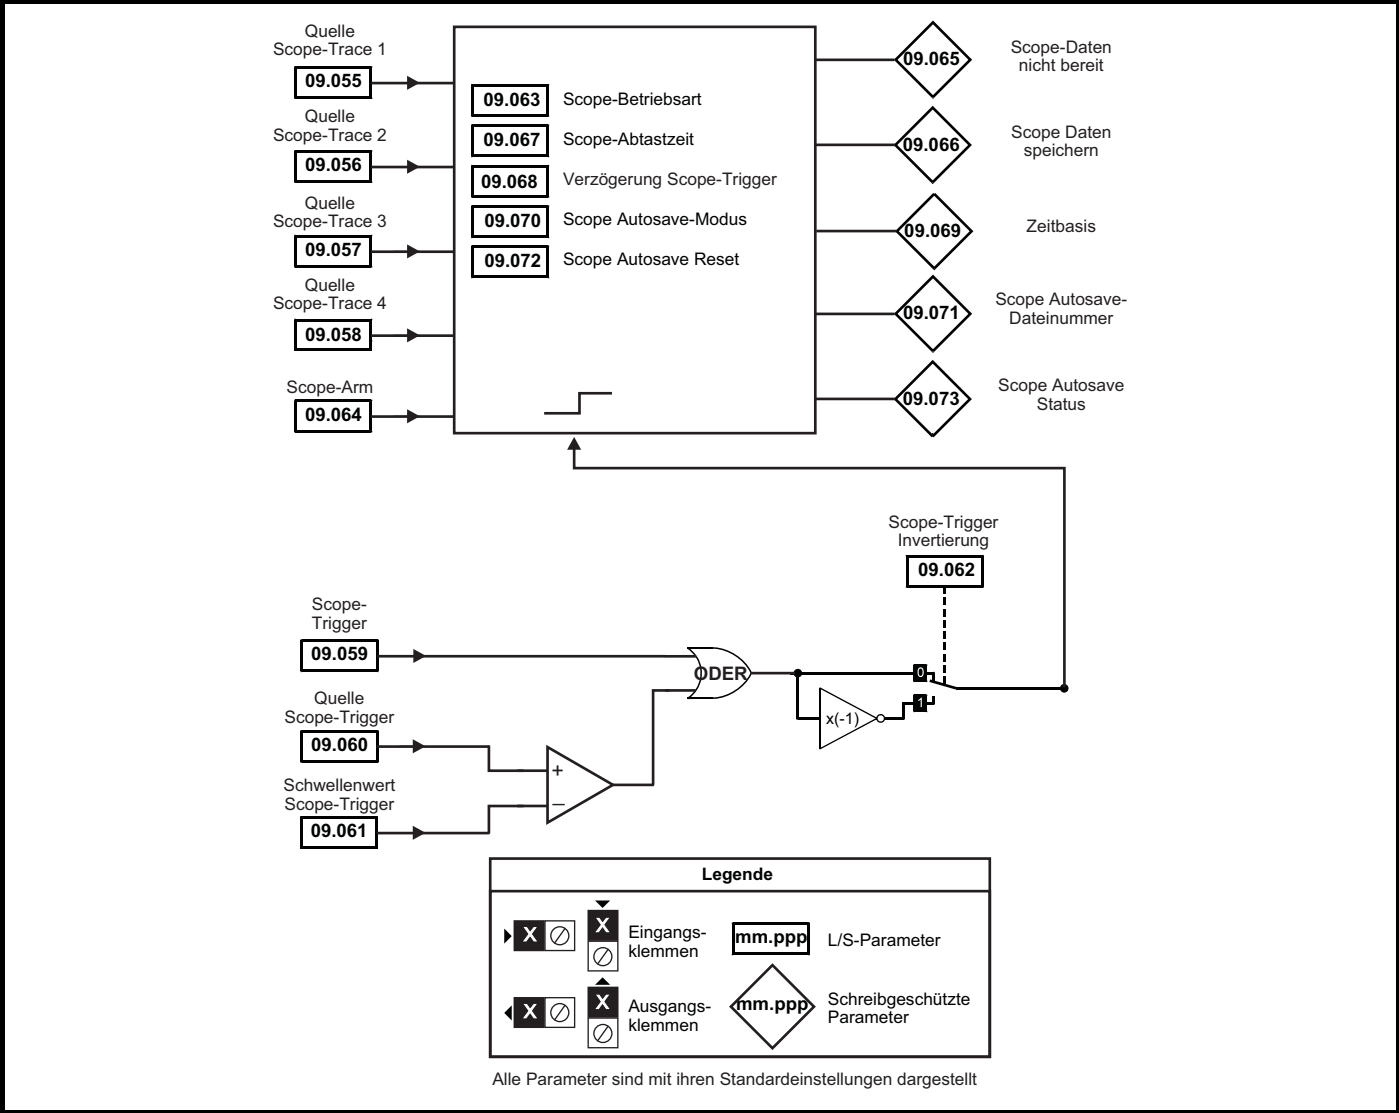 Quelle
Scope-Trace 1
09.055
Quelle
Scope-Trace 2
09.056
Quelle
Scope-Trace 3
09.057
Quelle
Scope-Trace 4
09.058
Scope-Arm
09.064
09.063 Scope-Betriebsart
09.067 Scope-Abtastzeit
09.068 Verzögerung Scope-Trigger
09.070 Scope Autosave-Modus
09.072 Scope Autosave Reset
09.065
Scope-Daten
nicht bereit
09.066
Scope Daten
speichern
09.069
Zeitbasis
09.071
Scope Autosave-
Dateinummer
09.073
Scope Autosave
Status
Scope-Trigger
Invertierung
09.062
Scope-
Trigger
09.059
ODER
0
1
x(-1)
Quelle
Scope-Trigger
09.060
+
Schwellenwert
Scope-Trigger
09.061
−
Legende
X
X
Eingangs-
klemmen
mm.ppp
L/S-Parameter
X
X
Ausgangs-
klemmen
mm.ppp
Schreibgeschützte
Parameter
Alle Parameter sind mit ihren Standardeinstellungen dargestellt